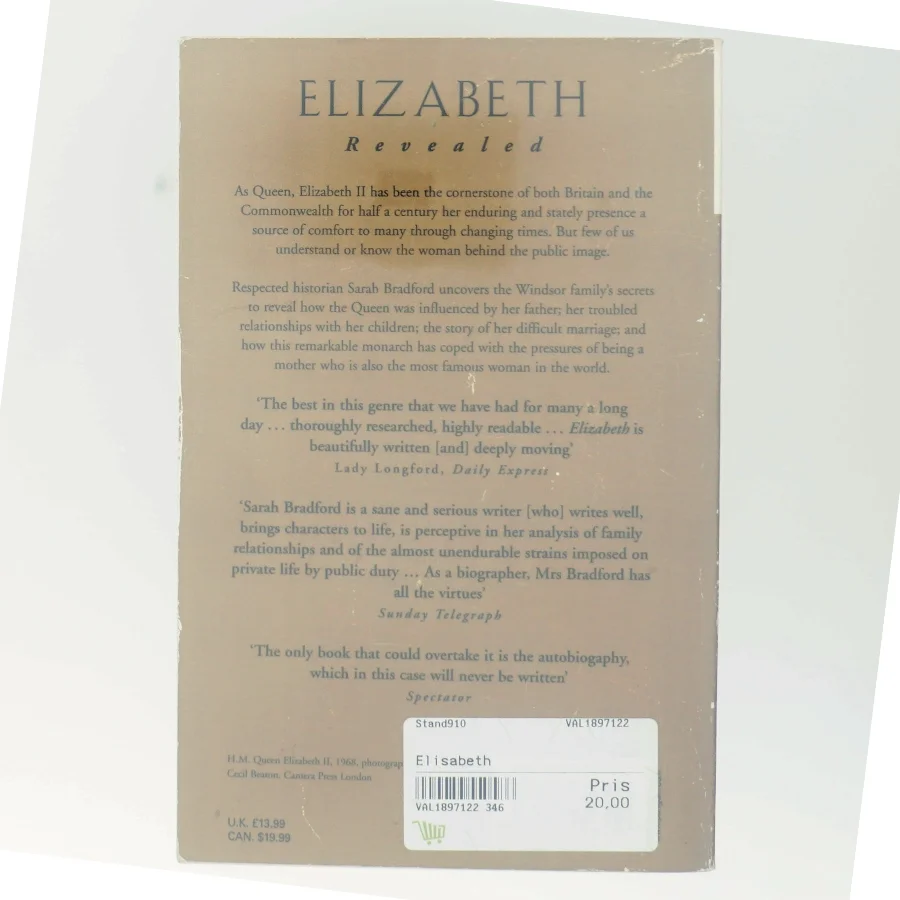 ELIZABETH
Revealed
As Queen, Elizabeth II has been the cornerstone of both Britain and the
Commonwealth for half a century her enduring and stately presence a
source of comfort to many through changing times. But few of us
understand or know the woman behind the public image.
Respected historian Sarah Bradford uncovers the Windsor family's secrets
to reveal how the Queen was influenced by her father; her troubled
relationships with her children; the story of her difficult marriage; and
how this remarkable monarch has coped with the pressures of being a
mother who is also the most famous woman in the world.
'The best in this genre that we have had for many a long
day ... thoroughly researched, highly readable ... Elizabeth is
beautifully written [and] deeply moving'
Lady Longford, Daily Express
'Sarah Bradford is a sane and serious writer [who] writes well,
brings characters to life, is perceptive in her analysis of family
relationships and of the almost unendurable strains imposed on
private life by public duty ... As a biographer, Mrs Bradford has
all the virtues'
Sunday Telegraph
'The only book that could overtake it is the autobiogaphy,
which in this case will never be written'
Spectator
H.M. Queen Elizabeth II, 1968, photograp
Cecil Beaton, Camera Press London
U.K. £13.99
CAN. $19.99
Stand910 VAL1897122
Elisabeth
Pris
20,00
VAL1897122 346